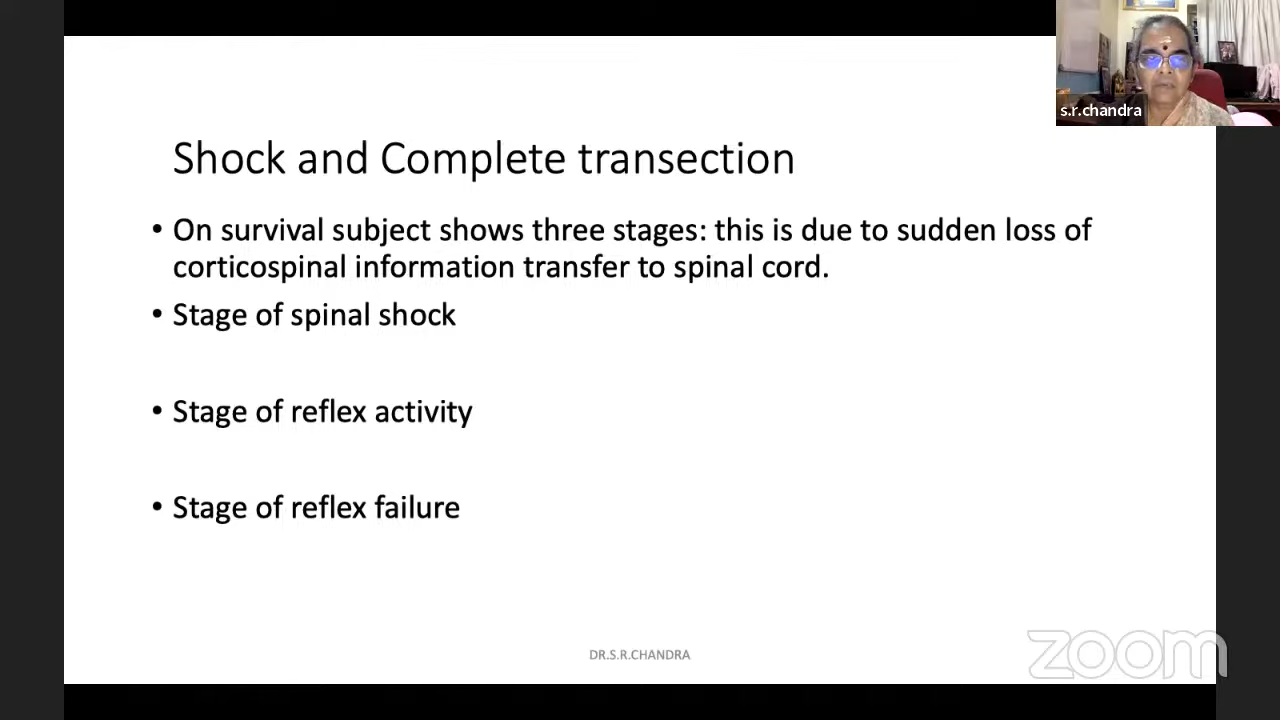 s.r.chandra
Shock and Complete transection
• On survival subject shows three stages: this is due to sudden loss of
corticospinal information transfer to spinal cord.
• Stage of spinal shock
• Stage of reflex activity
• Stage of reflex failure
DR.S.R.CHANDRA
zoom